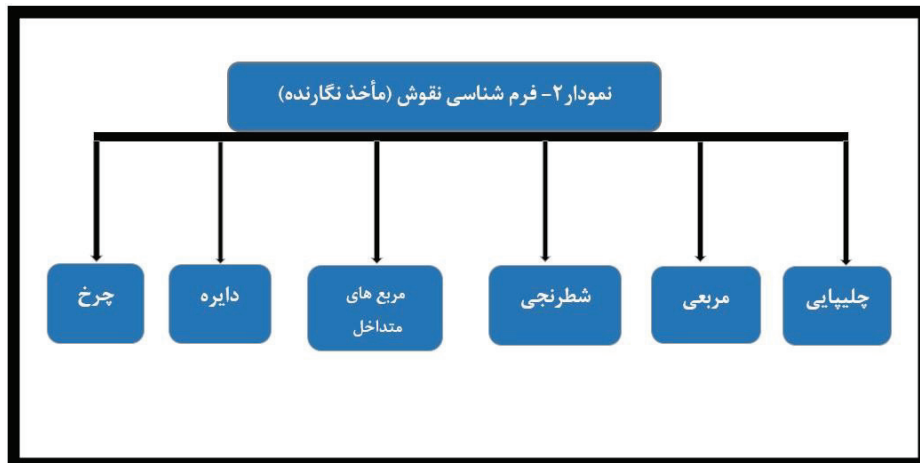 نمودار۲- فرم شناسی نقوش (مأخذ نگارنده)
چلیپایی
مربعی
شطرنجی
مربع های
متداخل
دایره
چرخ